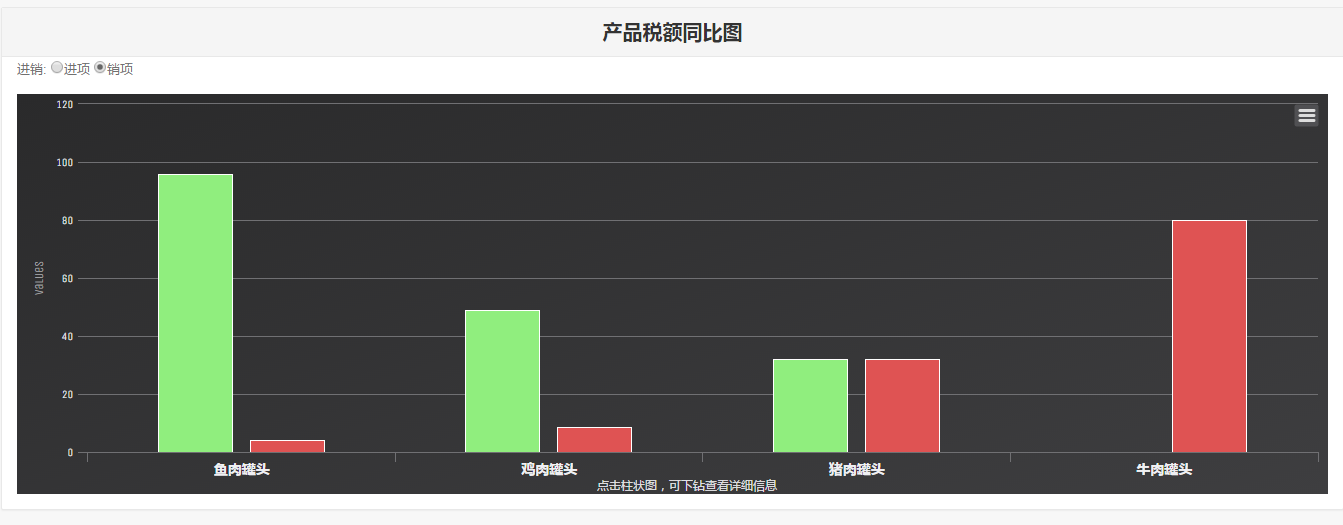 产品税额同比图
进销: 进项 销项
120
100
80
60
40
20
0
values
鱼肉罐头 鸡肉罐头 猪肉罐头 牛肉罐头
点击柱状图，可下钻查看详细信息